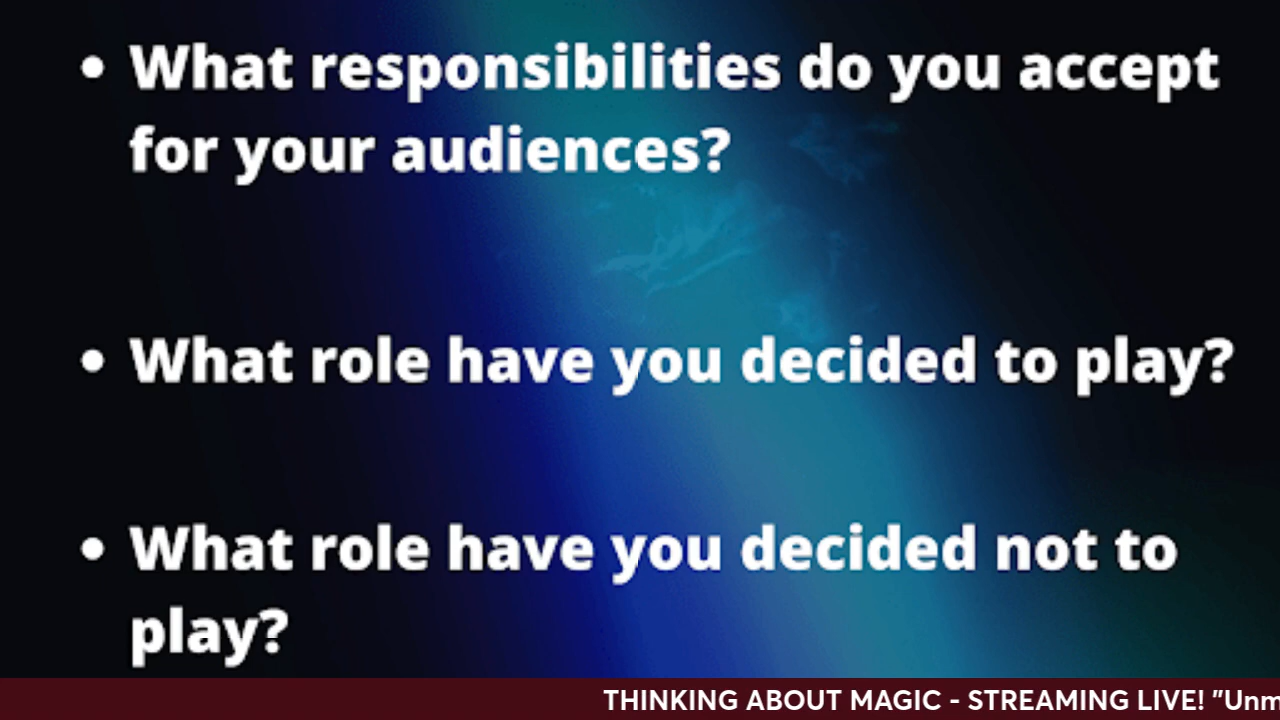 • What responsibilities do you accept
for your audiences?
• What role have you decided to play?
• What role have you decided not to
play?
THINKING ABOUT MAGIC - STREAMING LIVE! "Unm